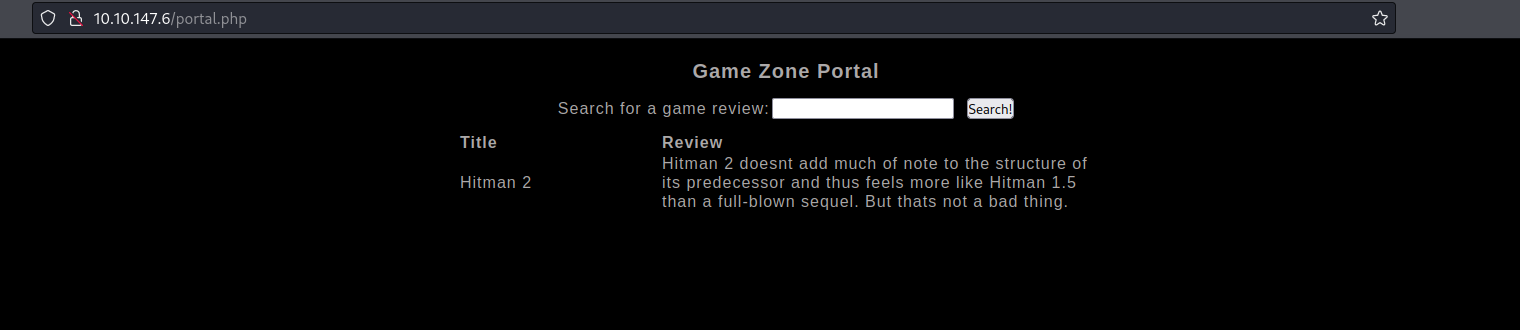 10.10.147.6/portal.php
Game Zone Portal
Search for a game review: Search!
Title Review
Hitman 2 doesnt add much of note to the structure of
Hitman 2 its predecessor and thus feels more like Hitman 1.5
than a full-blown sequel. But thats not a bad thing.